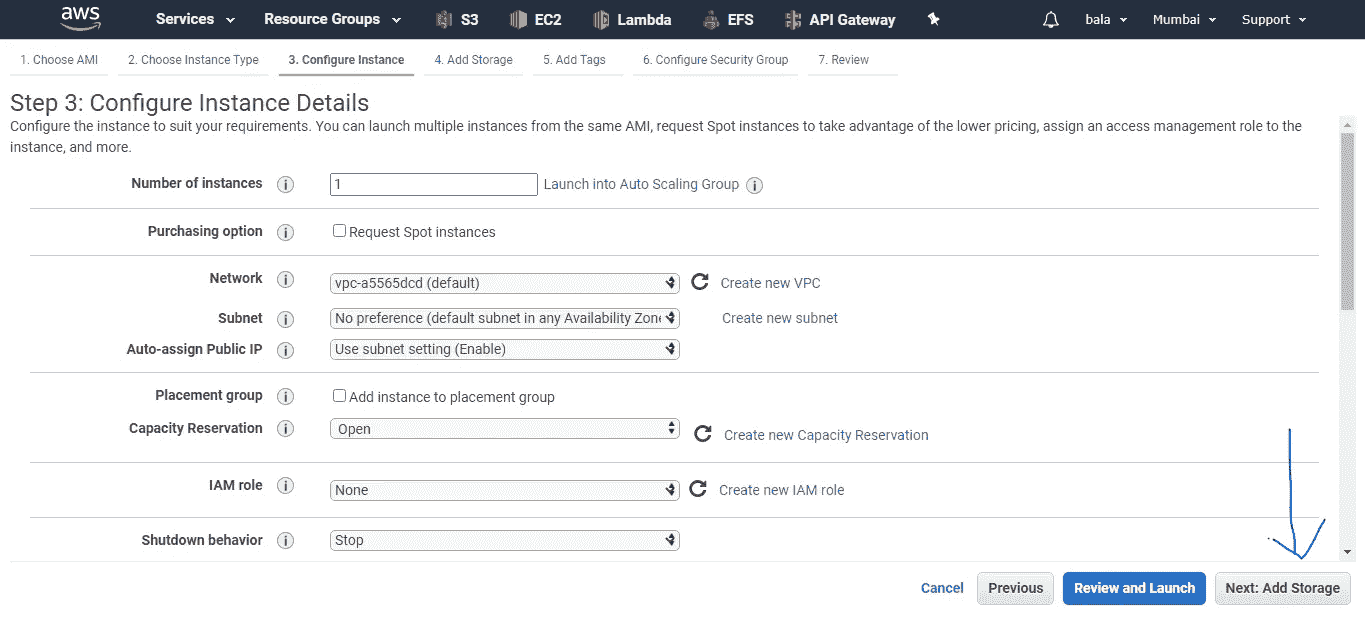 aws Services Resource Groups S3 EC2 Lambda EFS API Gateway bala Mumbai Support
1. Choose AMI 2. Choose Instance Type 3. Configure Instance 4. Add Storage 5. Add Tags 6. Configure Security Group 7. Review
Step 3: Configure Instance Details
Configure the instance to suit your requirements. You can launch multiple instances from the same AMI, request Spot instances to take advantage of the lower pricing, assign an access management role to the
instance, and more.
Number of instances i 1 Launch into Auto Scaling Group i
Purchasing option i Request Spot instances
Network i vpc-a5565dcd (default) Create new VPC
Subnet i No preference (default subnet in any Availability Zone Create new subnet
Auto-assign Public IP i Use subnet setting (Enable)
Placement group i Add instance to placement group
Capacity Reservation i Open Create new Capacity Reservation
IAM role i None Create new IAM role
Shutdown behavior i Stop
Cancel Previous Review and Launch Next: Add Storage